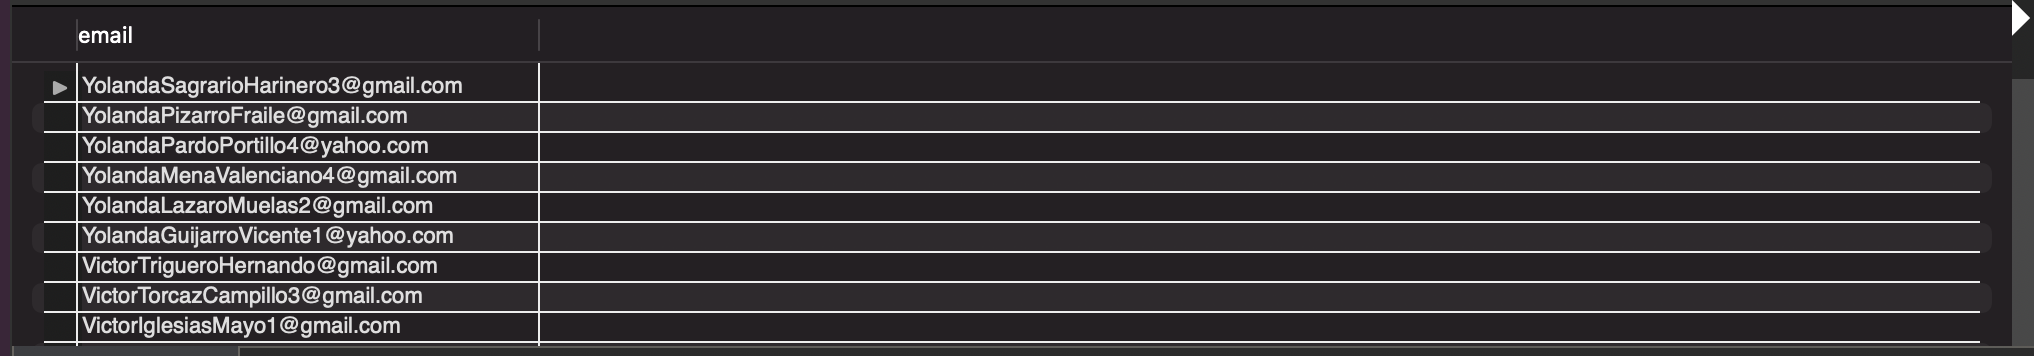 email
YolandaSagrarioHarinero3@gmail.com
YolandaPizarroFraile@gmail.com
YolandaPardoPortillo4@yahoo.com
YolandaMenaValenciano4@gmail.com
YolandaLazaroMuelas2@gmail.com
YolandaGuijarroVicente1@yahoo.com
VictorTrigueroHernando@gmail.com
VictorTorcazCampillo3@gmail.com
VictorIglesiasMayo1@gmail.com